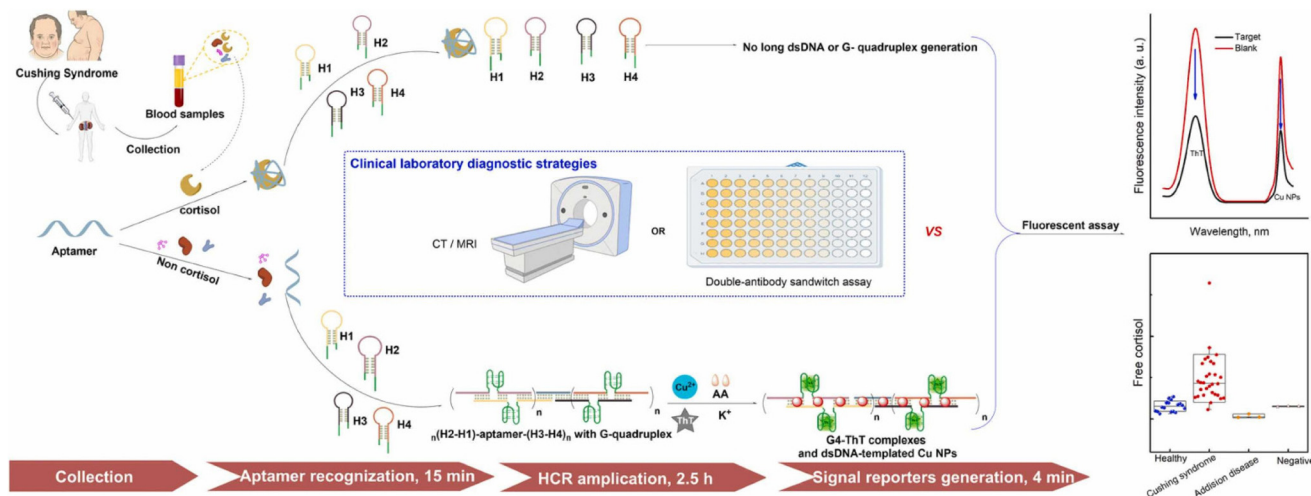 Cushing Syndrome
Blood samples
Collection
cortisol
Aptamer
Non cortisol
H1
H2
H3
H4
H1
H2
H3
H4
No long dsDNA or G- quadruplex generation
Clinical laboratory diagnostic strategies
CT / MRI
OR
Double-antibody sandwitch assay
VS
Fluorescent assay
H1
H2
H3
H4
n
n
n(H2-H1)-aptamer-(H3-H4)n with G-quadruplex
Cu2+
AA
ThT
K+
n
n
G4-ThT complexes
and dsDNA-templated Cu NPs
Fluorescence intensity (a. u.)
Target
Blank
ThT
Cu NPs
Wavelength, nm
Free cortisol
Healthy
Cushing syndrome
Addision disease
Negative
Collection
Aptamer recognition, 15 min
HCR amplication, 2.5 h
Signal reporters generation, 4 min